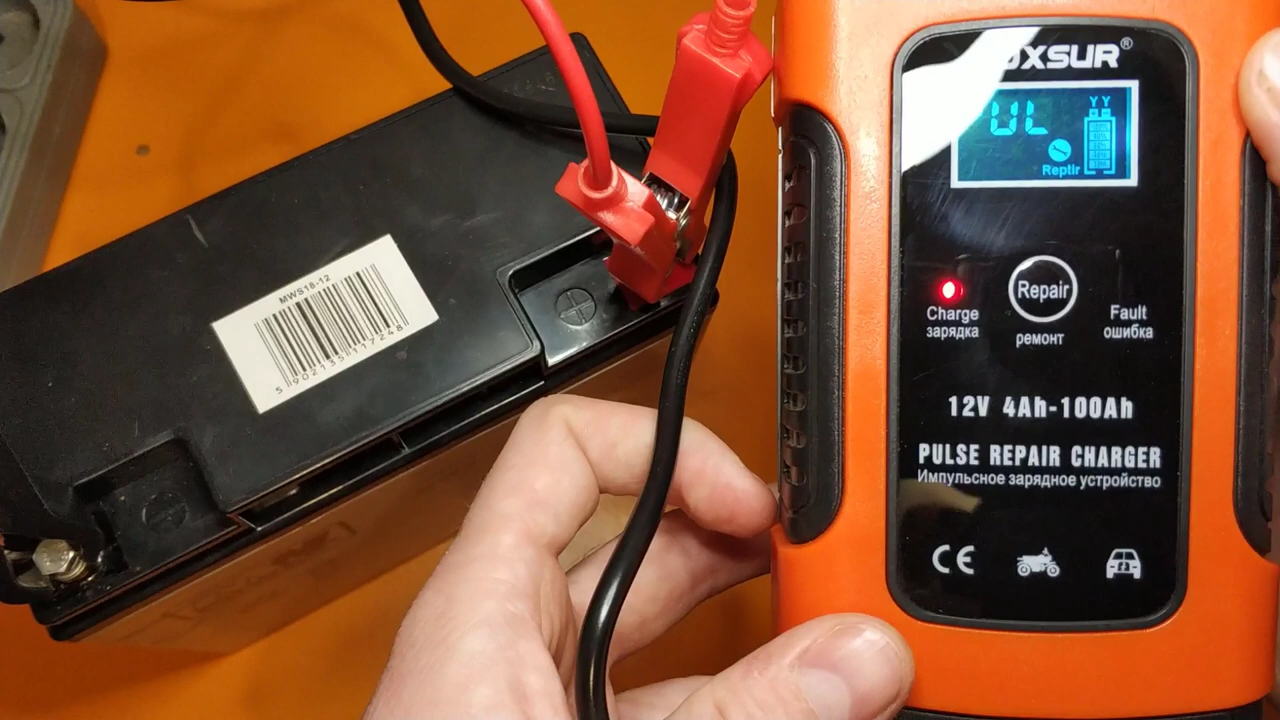 MWS18-12
5 902135 117248
OXSUR®
UL
Reptir
Charge
зарядка
Repair
ремонт
Fault
ошибка
12V 4Ah-100Ah
PULSE REPAIR CHARGER
Импульсное зарядное устройство
CE